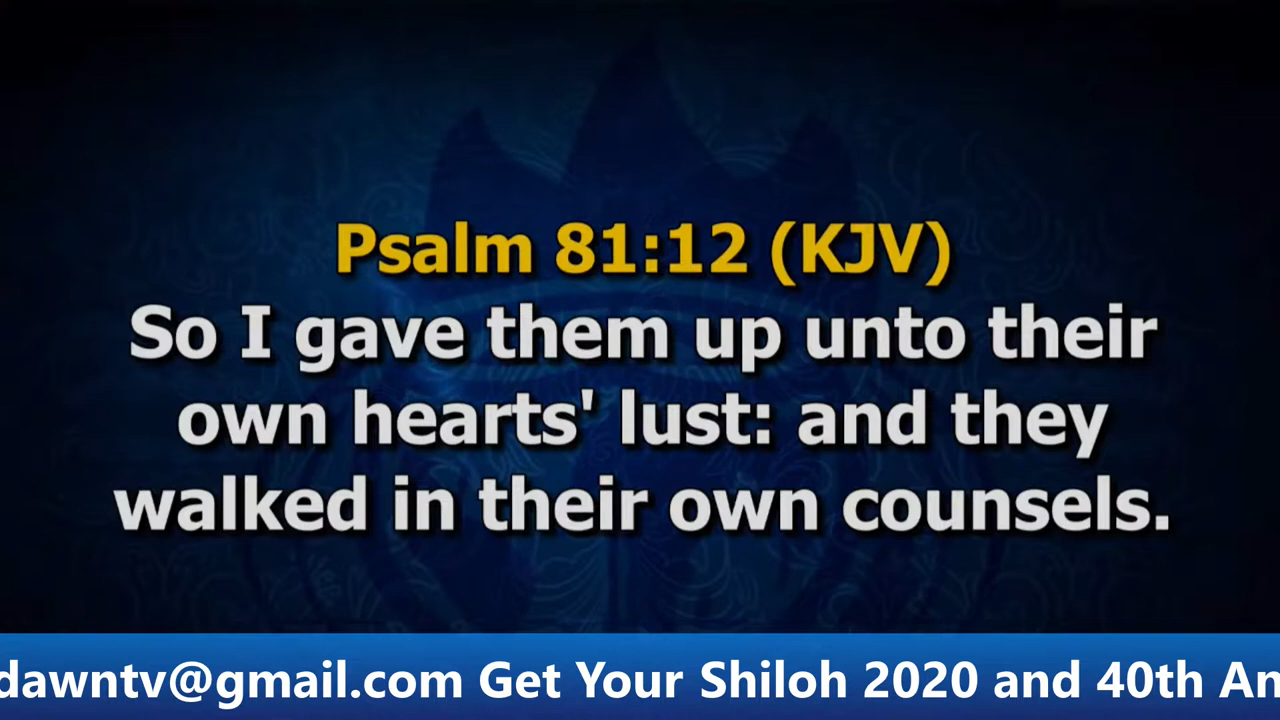 Psalm 81:12 (KJV)
So I gave them up unto their
own hearts' lust: and they
walked in their own counsels.
dawntv@gmail.com Get Your Shiloh 2020 and 40th An